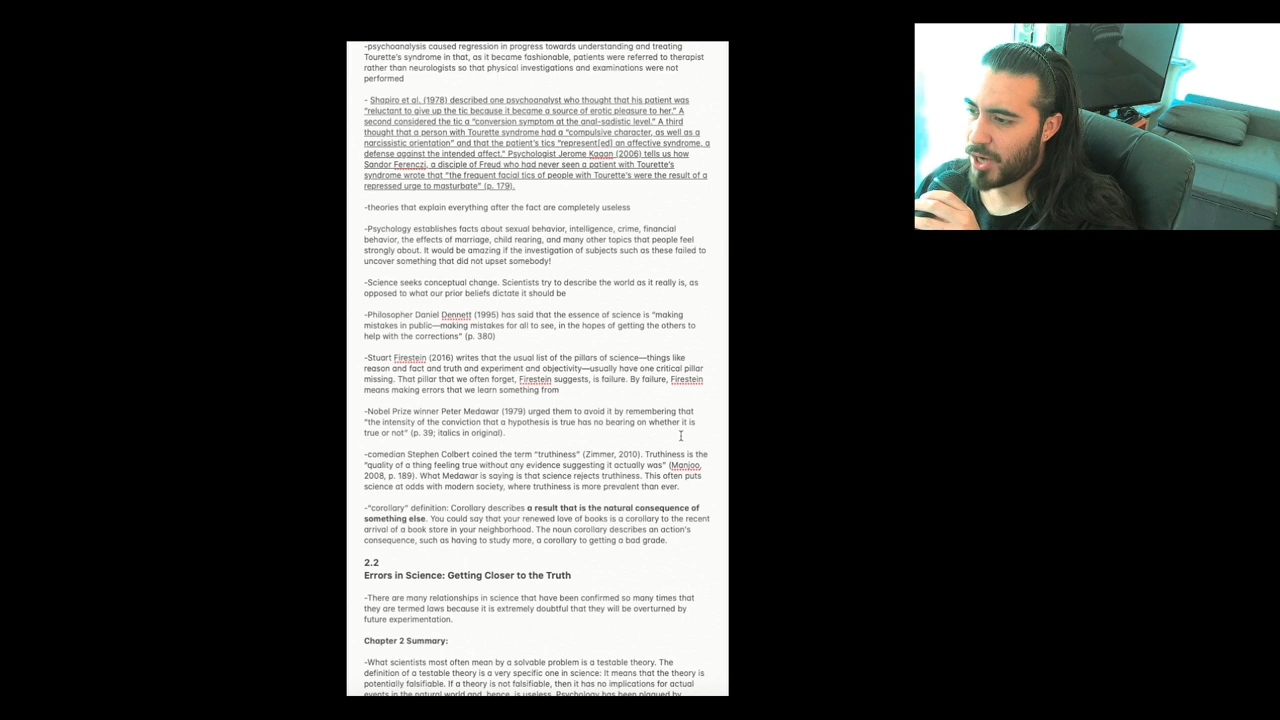 -psychoanalysis caused regression in progress towards understanding and treating
Tourette's syndrome in that, as it became fashionable, patients were referred to therapist
rather than neurologists so that physical investigations and examinations were not
performed
- Shapiro et al. (1978) described one psychoanalyst who thought that his patient was
"reluctant to give up the tic because it became a source of erotic pleasure to her." A
second considered the tic a "conversion symptom at the anal-sadistic level." A third
thought that a person with Tourette syndrome had a "compulsive character, as well as a
narcissistic orientation" and that the patient's tics "represent[ed] an affective syndrome, a
defense against the intended affect." Psychologist Jerome Kagan (2006) tells us how
Sandor Ferenczi, a disciple of Freud who had never seen a patient with Tourette's
syndrome wrote that "the frequent facial tics of people with Tourette's were the result of a
repressed urge to masturbate" (p. 179).
-theories that explain everything after the fact are completely useless
-Psychology establishes facts about sexual behavior, intelligence, crime, financial
behavior, the effects of marriage, child rearing, and many other topics that people feel
strongly about. It would be amazing if the investigation of subjects such as these failed to
uncover something that did not upset somebody!
-Science seeks conceptual change. Scientists try to describe the world as it really is, as
opposed to what our prior beliefs dictate it should be
-Philosopher Daniel Dennett (1995) has said that the essence of science is "making
mistakes in public—making mistakes for all to see, in the hopes of getting the others to
help with the corrections" (p. 380)
-Stuart Firestein (2016) writes that the usual list of the pillars of science—things like
reason and fact and truth and experiment and objectivity—usually have one critical pillar
missing. That pillar that we often forget, Firestein suggests, is failure. By failure, Firestein
means making errors that we learn something from
-Nobel Prize winner Peter Medawar (1979) urged them to avoid it by remembering that
"the intensity of the conviction that a hypothesis is true has no bearing on whether it is
true or not" (p. 39; italics in original).
-comedian Stephen Colbert coined the term "truthiness" (Zimmer, 2010). Truthiness is the
"quality of a thing feeling true without any evidence suggesting it actually was" (Manjoo,
2008, p. 189). What Medawar is saying is that science rejects truthiness. This often puts
science at odds with modern society, where truthiness is more prevalent than ever.
-"corollary" definition: Corollary describes a result that is the natural consequence of
something else. You could say that your renewed love of books is a corollary to the recent
arrival of a book store in your neighborhood. The noun corollary describes an action's
consequence, such as having to study more, a corollary to getting a bad grade.
2.2
Errors in Science: Getting Closer to the Truth
-There are many relationships in science that have been confirmed so many times that
they are termed laws because it is extremely doubtful that they will be overturned by
future experimentation.
Chapter 2 Summary:
-What scientists most often mean by a solvable problem is a testable theory. The
definition of a testable theory is a very specific one in science: It means that the theory is
potentially falsifiable. If a theory is not falsifiable, then it has no implications for actual
events in the natural world and, hence, is useless. Psychology has been plagued by